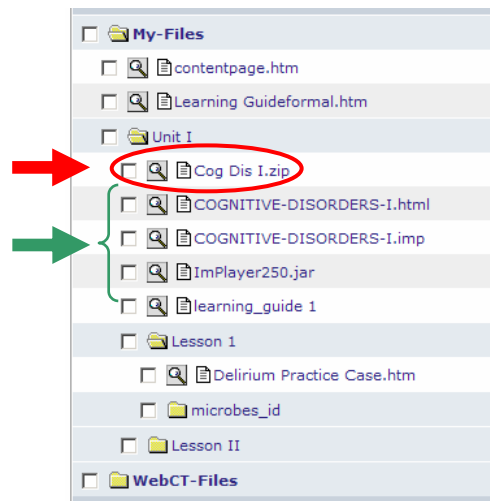 My-Files
contentpage.htm
Learning Guideformal.htm
Unit I
Cog Dis I.zip
COGNITIVE-DISORDERS-I.html
COGNITIVE-DISORDERS-I.imp
ImPlayer250.jar
learning_guide 1
Lesson 1
Delirium Practice Case.htm
microbes_id
Lesson II
WebCT-Files